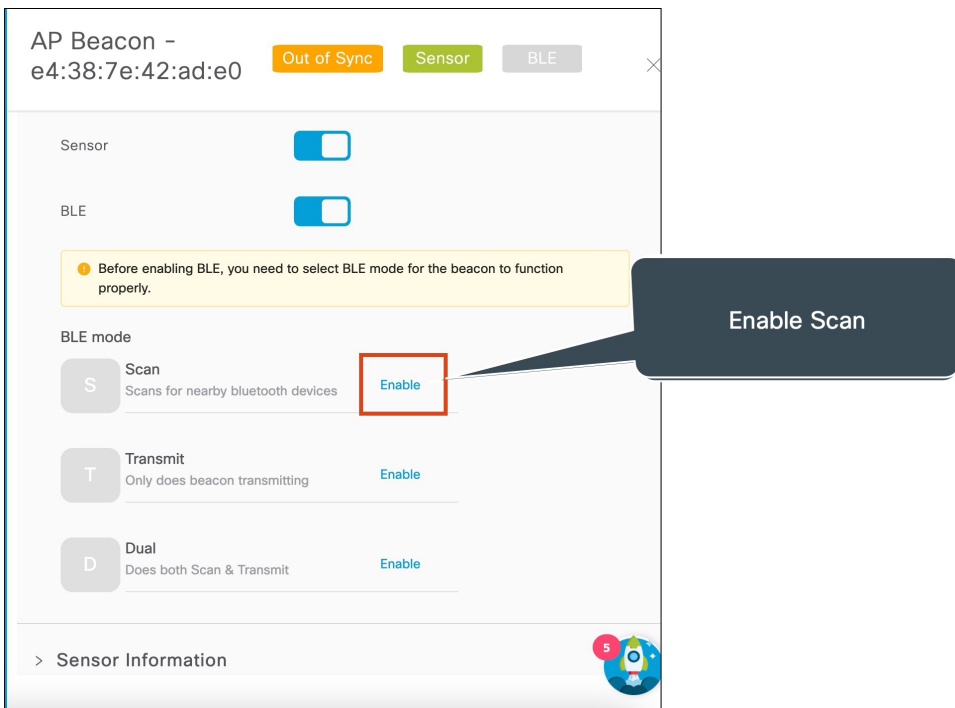 AP Beacon -
e4:38:7e:42:ad:e0
Out of Sync
Sensor
BLE
Sensor
BLE
Before enabling BLE, you need to select BLE mode for the beacon to function
properly.
BLE mode
S
Scan
Scans for nearby bluetooth devices
Enable
Enable Scan
T
Transmit
Only does beacon transmitting
Enable
D
Dual
Does both Scan & Transmit
Enable
> Sensor Information
5